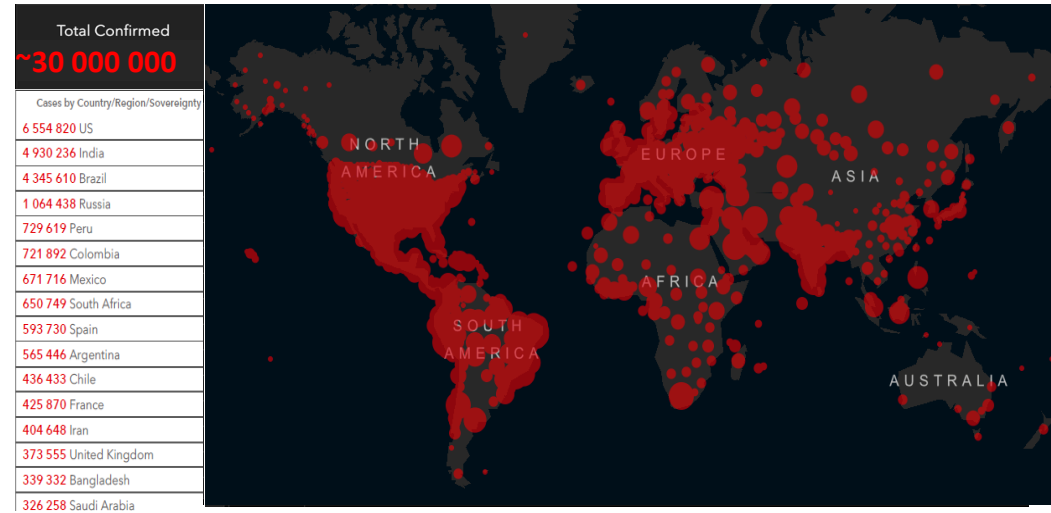 Total Confirmed
~30 000 000
Cases by Country/Region/Sovereignty
6 554 820 US
4 930 236 India
4 345 610 Brazil
1 064 438 Russia
729 619 Peru
721 892 Colombia
671 716 Mexico
650 749 South Africa
593 730 Spain
565 446 Argentina
436 433 Chile
425 870 France
404 648 Iran
373 555 United Kingdom
339 332 Bangladesh
326 258 Saudi Arabia
NORTH
AMERICA
EUROPE
ASIA
AFRICA
SOUTH
AMERICA
AUSTRALIA